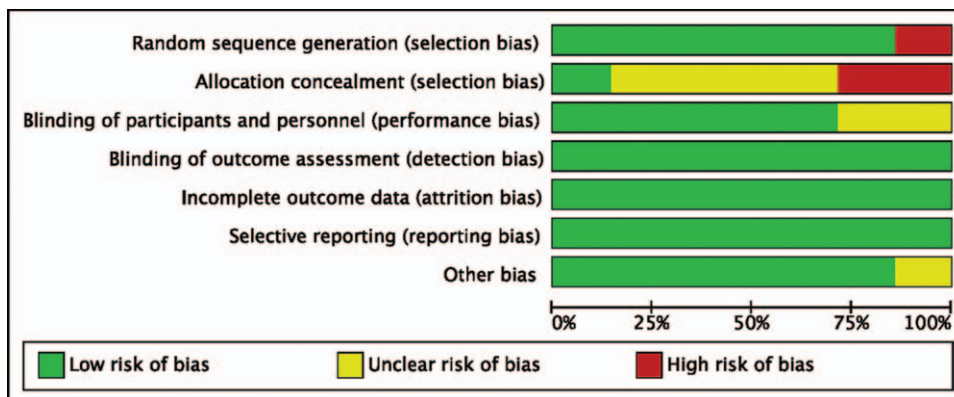 Random sequence generation (selection bias)
Allocation concealment (selection bias)
Blinding of participants and personnel (performance bias)
Blinding of outcome assessment (detection bias)
Incomplete outcome data (attrition bias)
Selective reporting (reporting bias)
Other bias
0% 25% 50% 75% 100%
Low risk of bias Unclear risk of bias High risk of bias